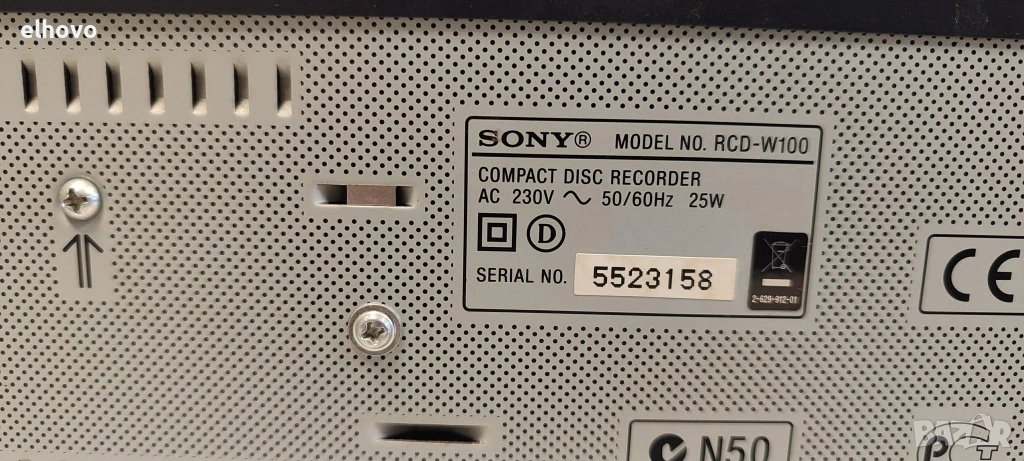 elhovo
SONY® MODEL NO. RCD-W100
COMPACT DISC RECORDER
AC 230V ~ 50/60Hz 25W
D
SERIAL NO. 5523158
2-629-912-01
CE
N50
BAZAR